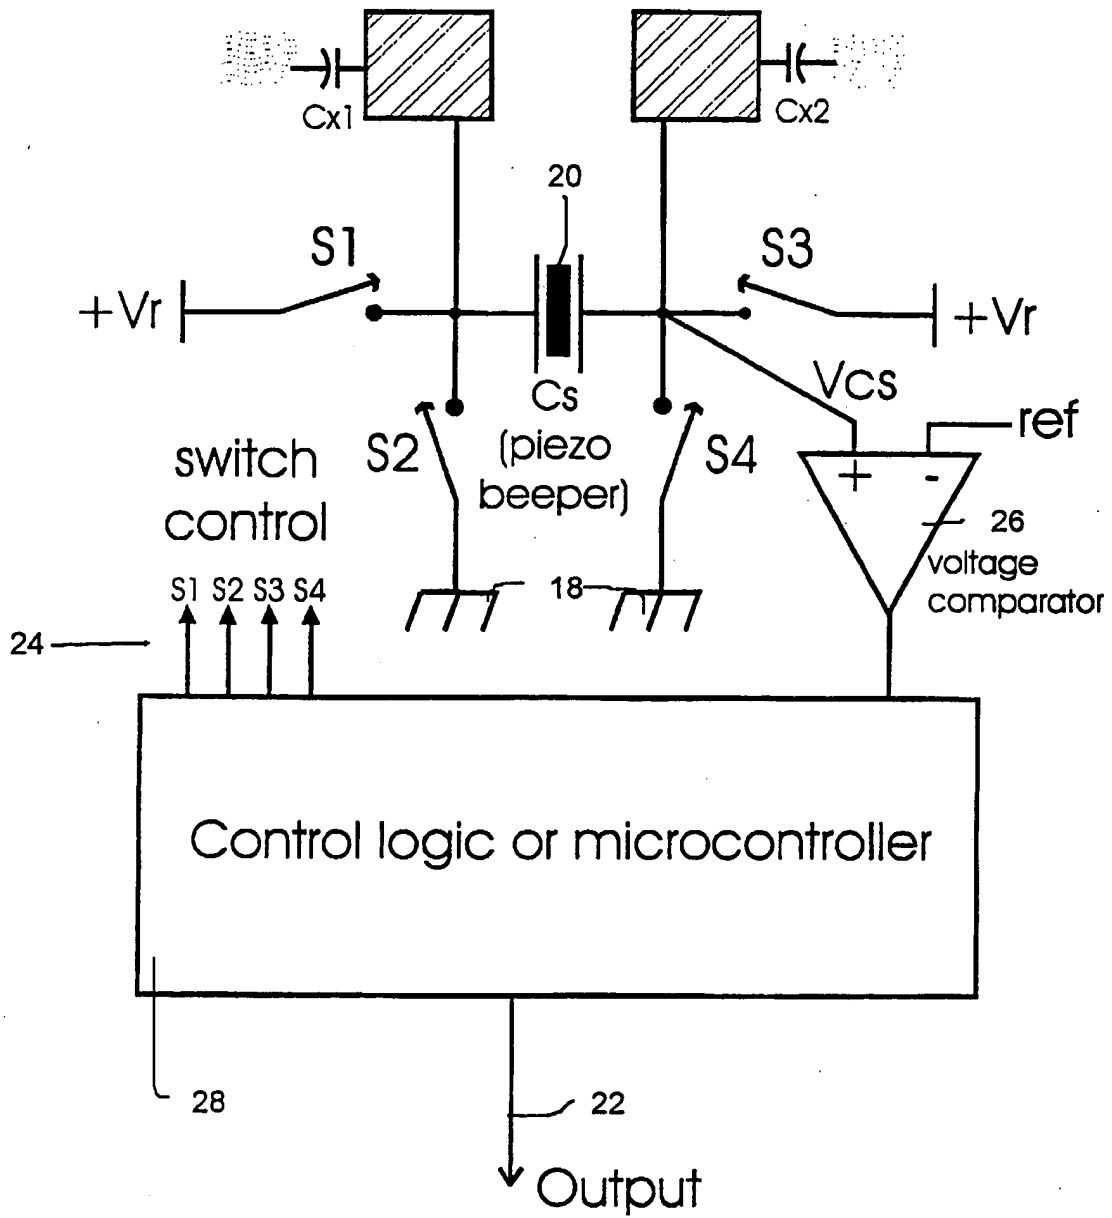 Cx1
Cx2
20
S1
S3
+Vr
+Vr
Cs
(piezo
beeper)
Vcs
ref
S2
S4
+
-
switch
control
26
voltage
comparator
S1 S2 S3 S4
18
24
Control logic or microcontroller
28
22
Output